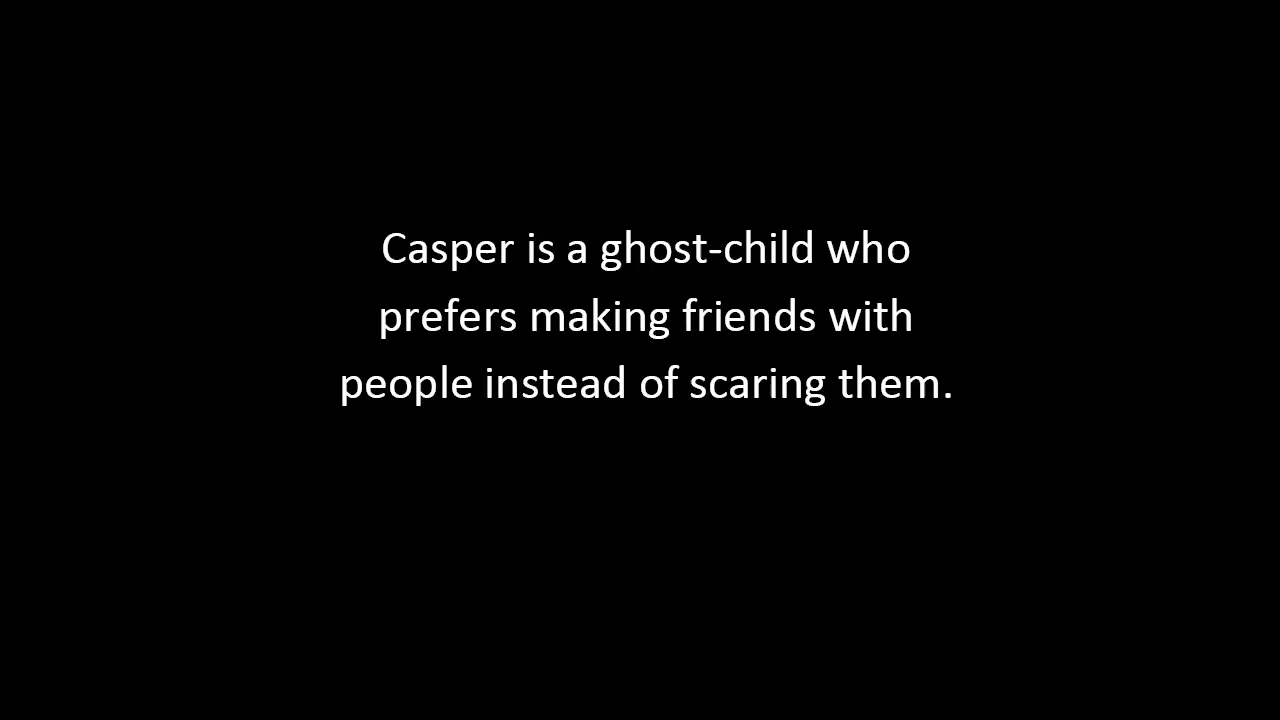 Casper is a ghost-child who
prefers making friends with
people instead of scaring them.